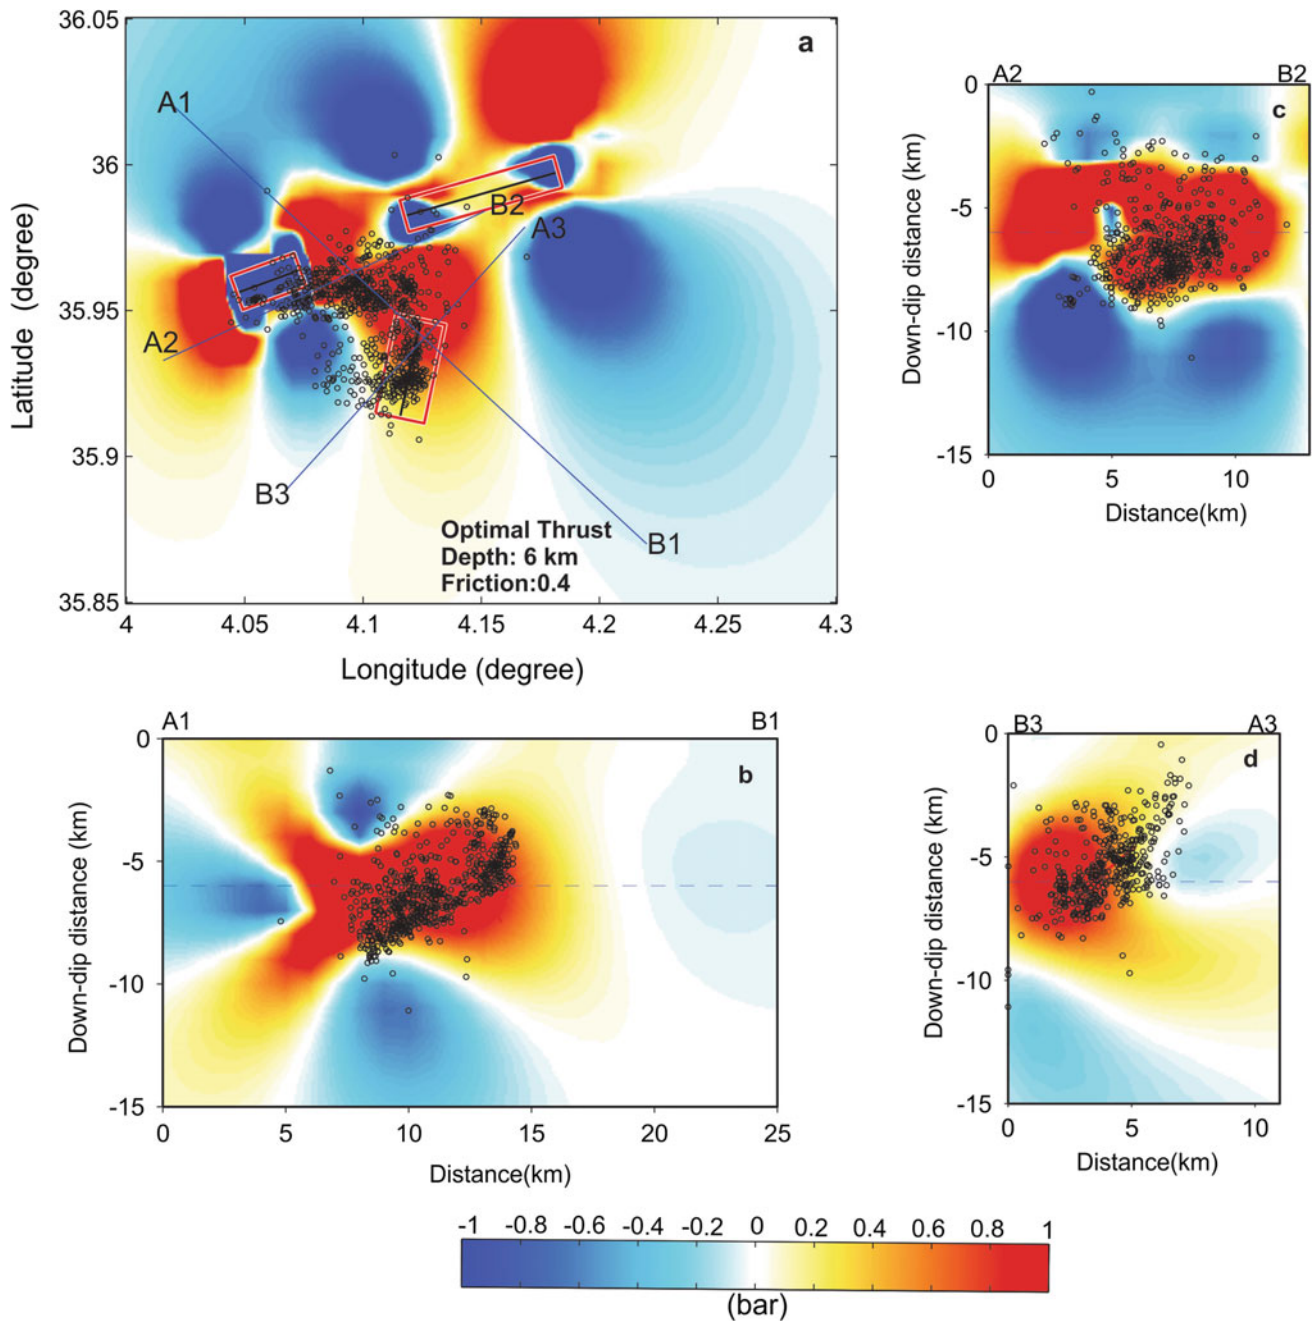 36.05
36
35.95
35.9
35.85
Latitude (degree)
a
A1
B2
A3
A2
B3
B1
Optimal Thrust
Depth: 6 km
Friction:0.4
4
4.05
4.1
4.15
4.2
4.25
4.3
Longitude (degree)
A2
B2
c
0
-5
-10
-15
Down-dip distance (km)
0
5
10
Distance(km)
A1
B1
b
0
-5
-10
-15
Down-dip distance (km)
0
5
10
15
20
25
Distance(km)
B3
A3
d
0
-5
-10
-15
Down-dip distance (km)
0
5
10
Distance(km)
-1 -0.8 -0.6 -0.4 -0.2 0 0.2 0.4 0.6 0.8 1
(bar)